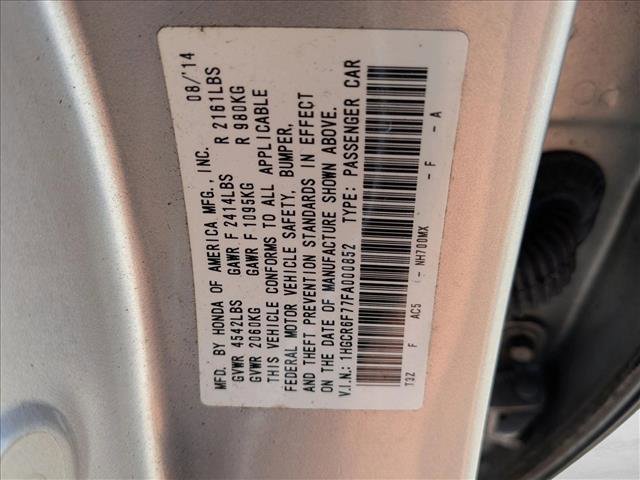 MFD. BY HONDA OF AMERICA MFG., INC. 08/'14
GVWR 4542LBS GAWR F 2414LBS R 2161LBS
GVWR 2060KG GAWR F 1095KG R 980KG
THIS VEHICLE CONFORMS TO ALL APPLICABLE
FEDERAL MOTOR VEHICLE SAFETY, BUMPER,
AND THEFT PREVENTION STANDARDS IN EFFECT
ON THE DATE OF MANUFACTURE SHOWN ABOVE.
V.I.N.: 1HGCR6F77FA000852 TYPE: PASSENGER CAR
T3Z F AC5 - NH700MX - F - A